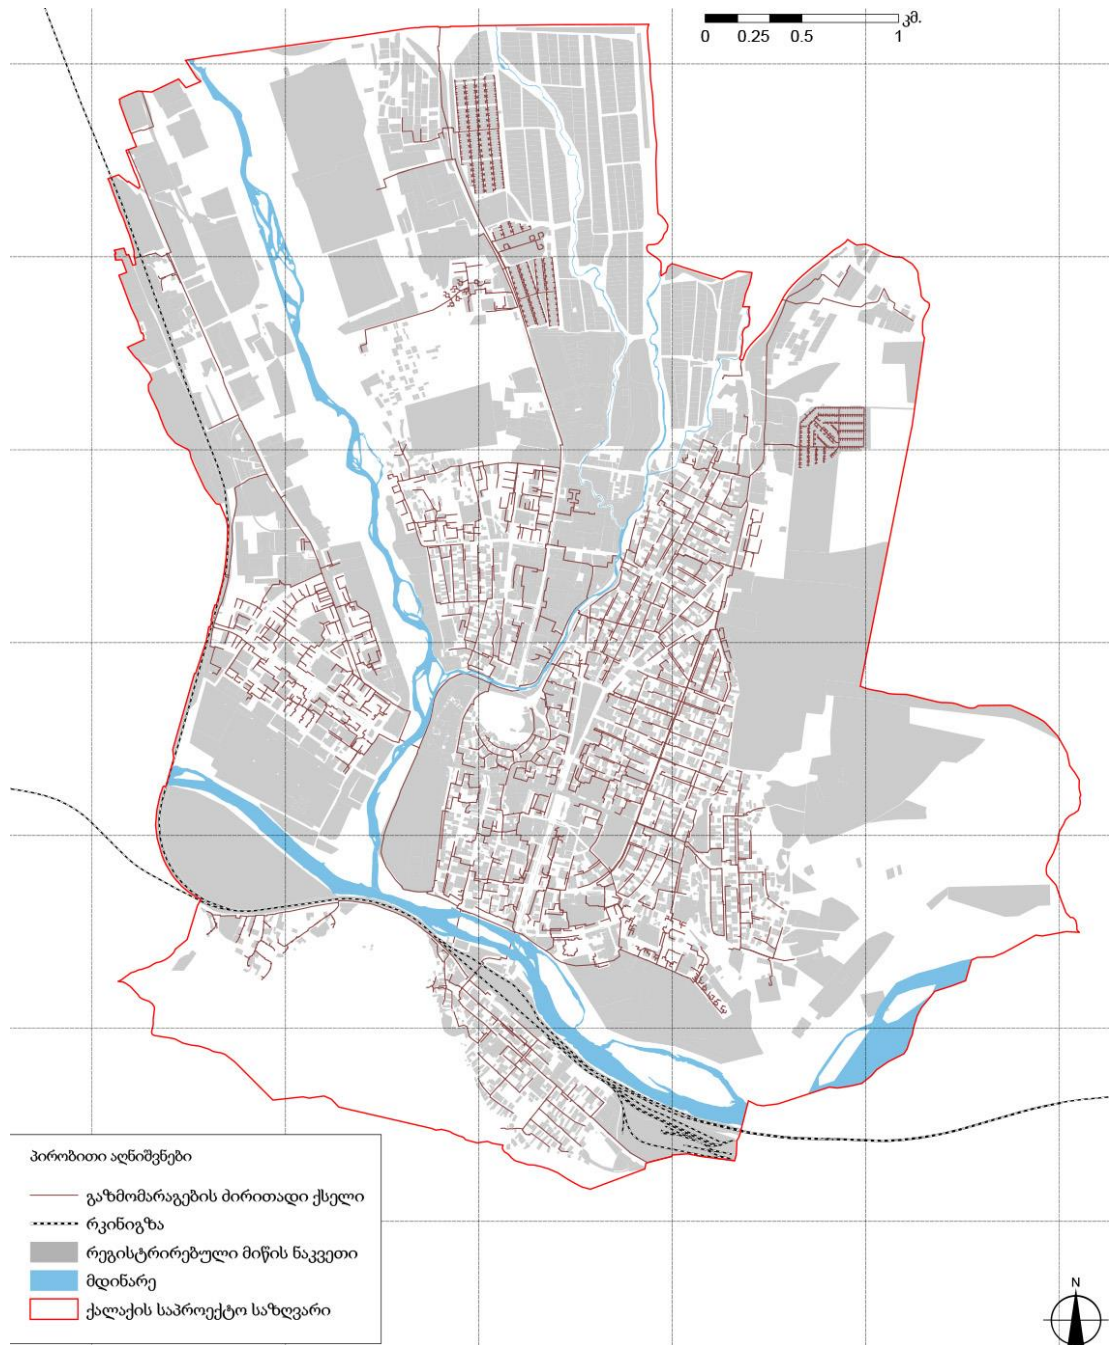 კმ.
0 0.25 0.5 1
პირობითი აღნიშვნები
გაზმომარაგების ძირითადი ქსელი
რკინიგზა
რეგისტრირებული მიწის ნაკვეთი
მდინარე
ქალაქის საპროექტო საზღვარი
N